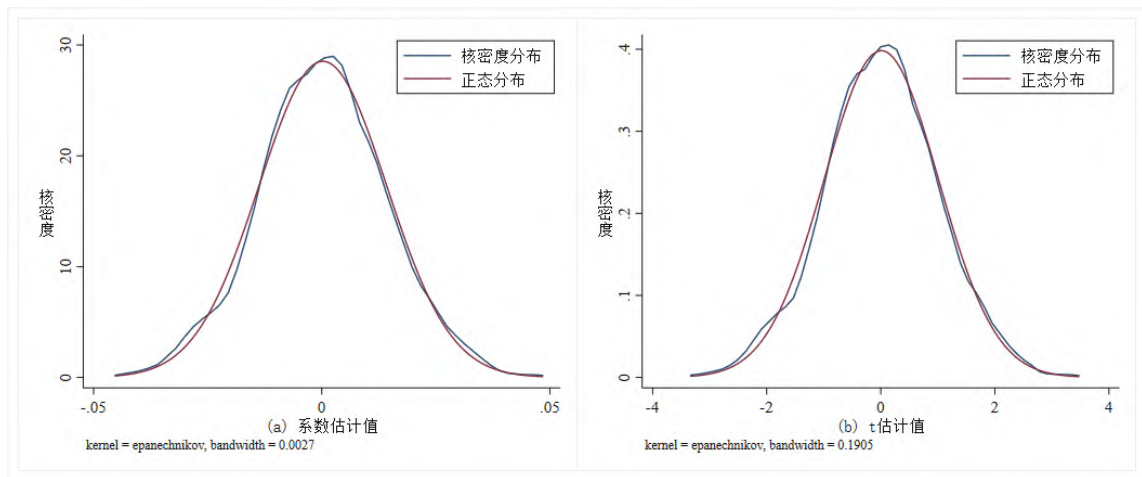 30
20
10
0
核密度
核密度分布
正态分布
-.05
0
.05
(a) 系数估计值
kernel = epanechnikov, bandwidth = 0.0027
.4
.3
.2
.1
0
核密度
核密度分布
正态分布
-4
-2
0
2
4
(b) t估计值
kernel = epanechnikov, bandwidth = 0.1905